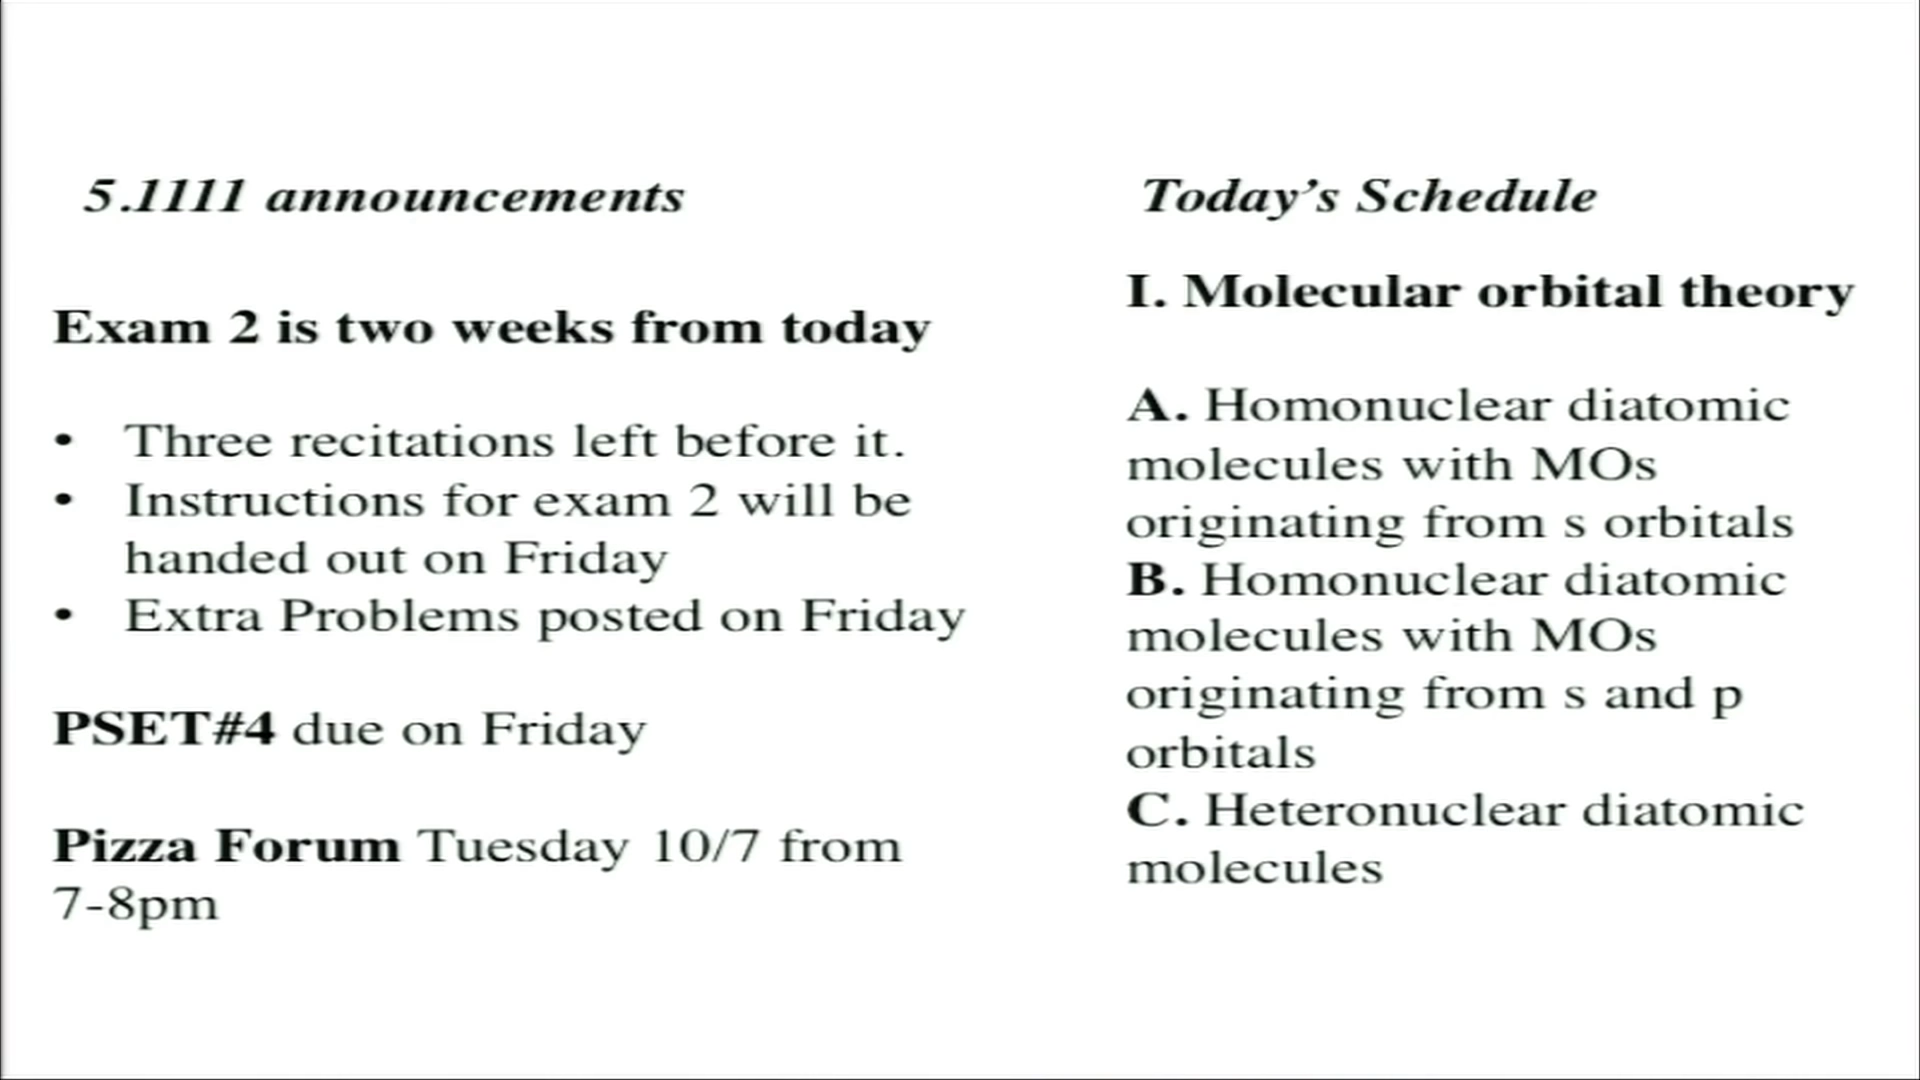 5.1111 announcements
Exam 2 is two weeks from today
• Three recitations left before it.
• Instructions for exam 2 will be
handed out on Friday
• Extra Problems posted on Friday
PSET#4 due on Friday
Pizza Forum Tuesday 10/7 from
7-8pm
Today's Schedule
I. Molecular orbital theory
A. Homonuclear diatomic
molecules with MOs
originating from s orbitals
B. Homonuclear diatomic
molecules with MOs
originating from s and p
orbitals
C. Heteronuclear diatomic
molecules